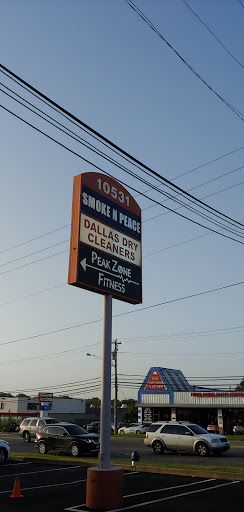 10531
SMOKE N PEACE
DALLAS DRY
CLEANERS
PEAK ZONE
FITNESS